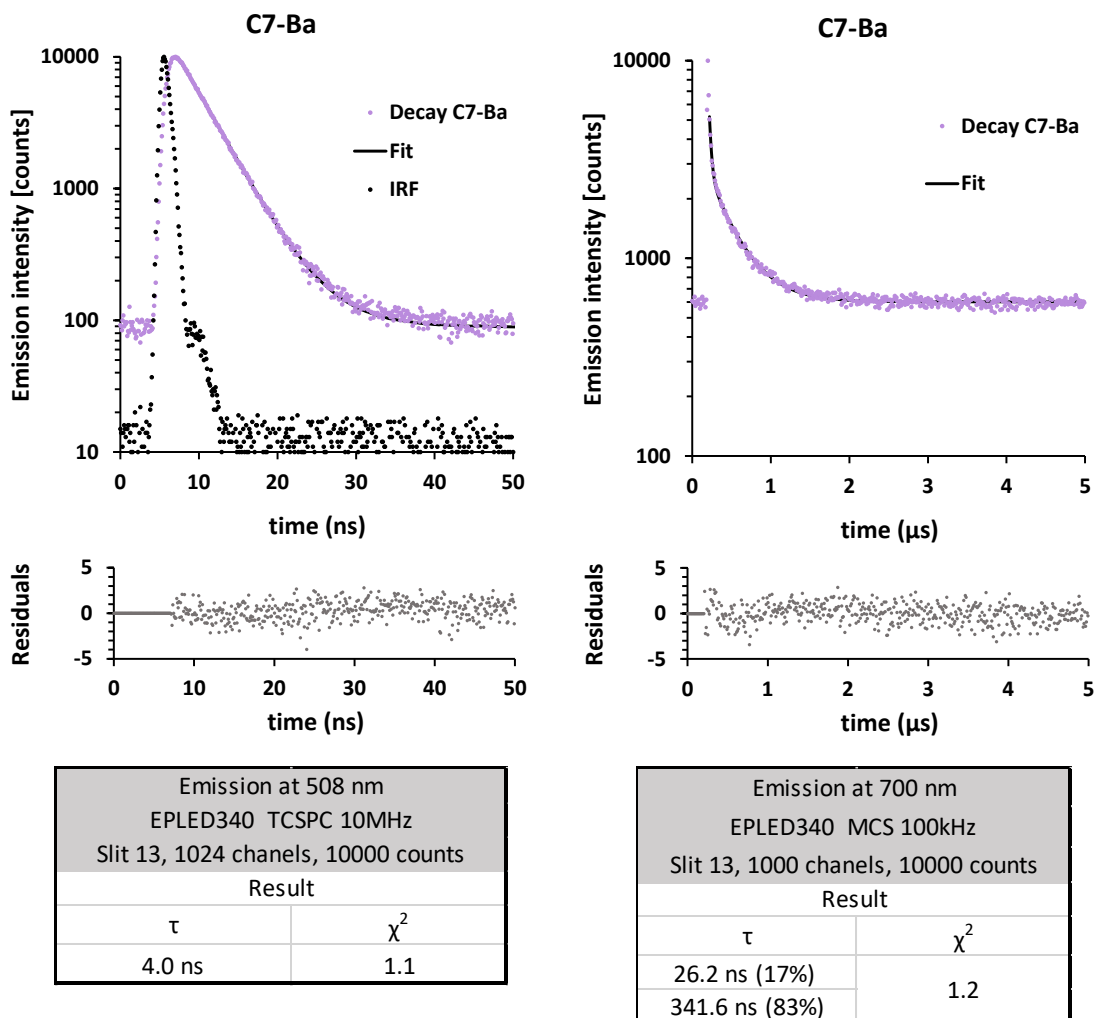 C7-Ba
10000
1000
100
10
Emission intensity [counts]
Decay C7-Ba
Fit
IRF
0 10 20 30 40 50
time (ns)
5
0
-5
Residuals
0 10 20 30 40 50
time (ns)
Emission at 508 nm
EPLED340 TCSPC 10MHz
Slit 13, 1024 chanels, 10000 counts
Result
τ χ2
4.0 ns 1.1
C7-Ba
10000
1000
100
Emission intensity [counts]
Decay C7-Ba
Fit
0 1 2 3 4 5
time (µs)
5
0
-5
Residuals
0 1 2 3 4 5
time (µs)
Emission at 700 nm
EPLED340 MCS 100kHz
Slit 13, 1000 chanels, 10000 counts
Result
τ χ2
26.2 ns (17%)
1.2
341.6 ns (83%)